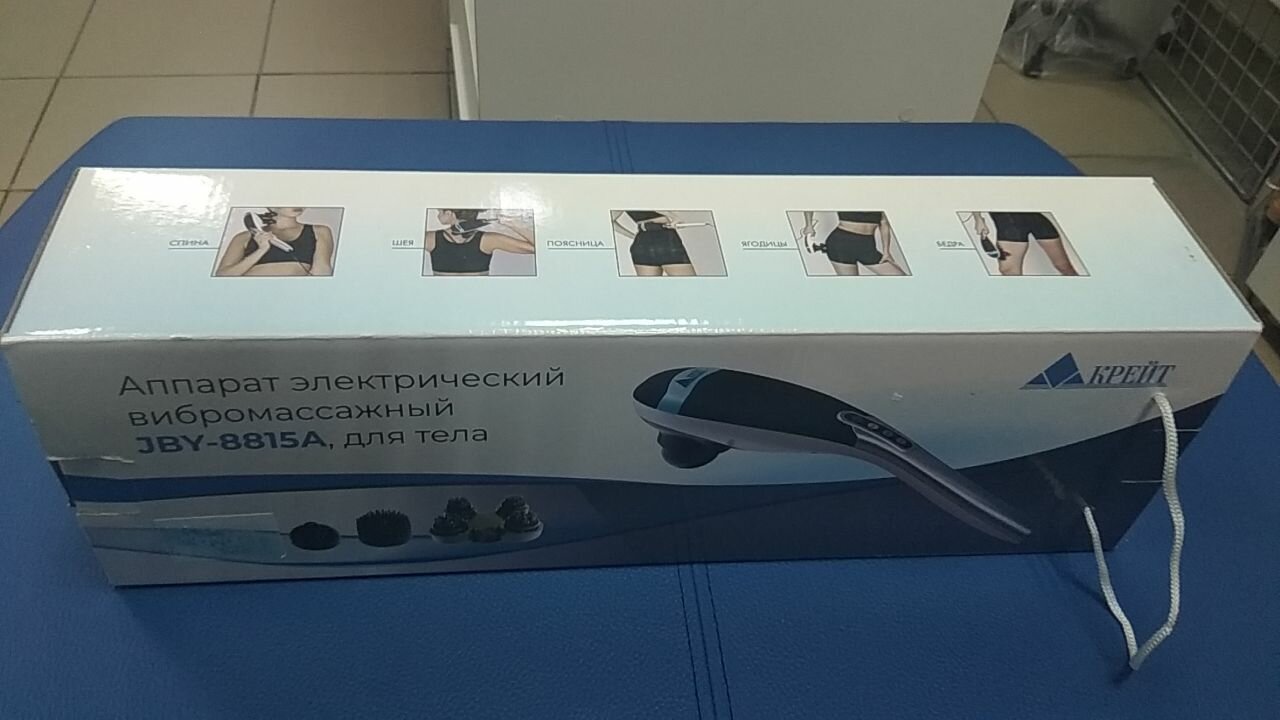 СПИНА
ШЕЯ
ПОЯСНИЦА
ЯГОДИЦЫ
БЕДРА
Аппарат электрический
вибромассажный
JBY-8815A, для тела
КРЕЙТ